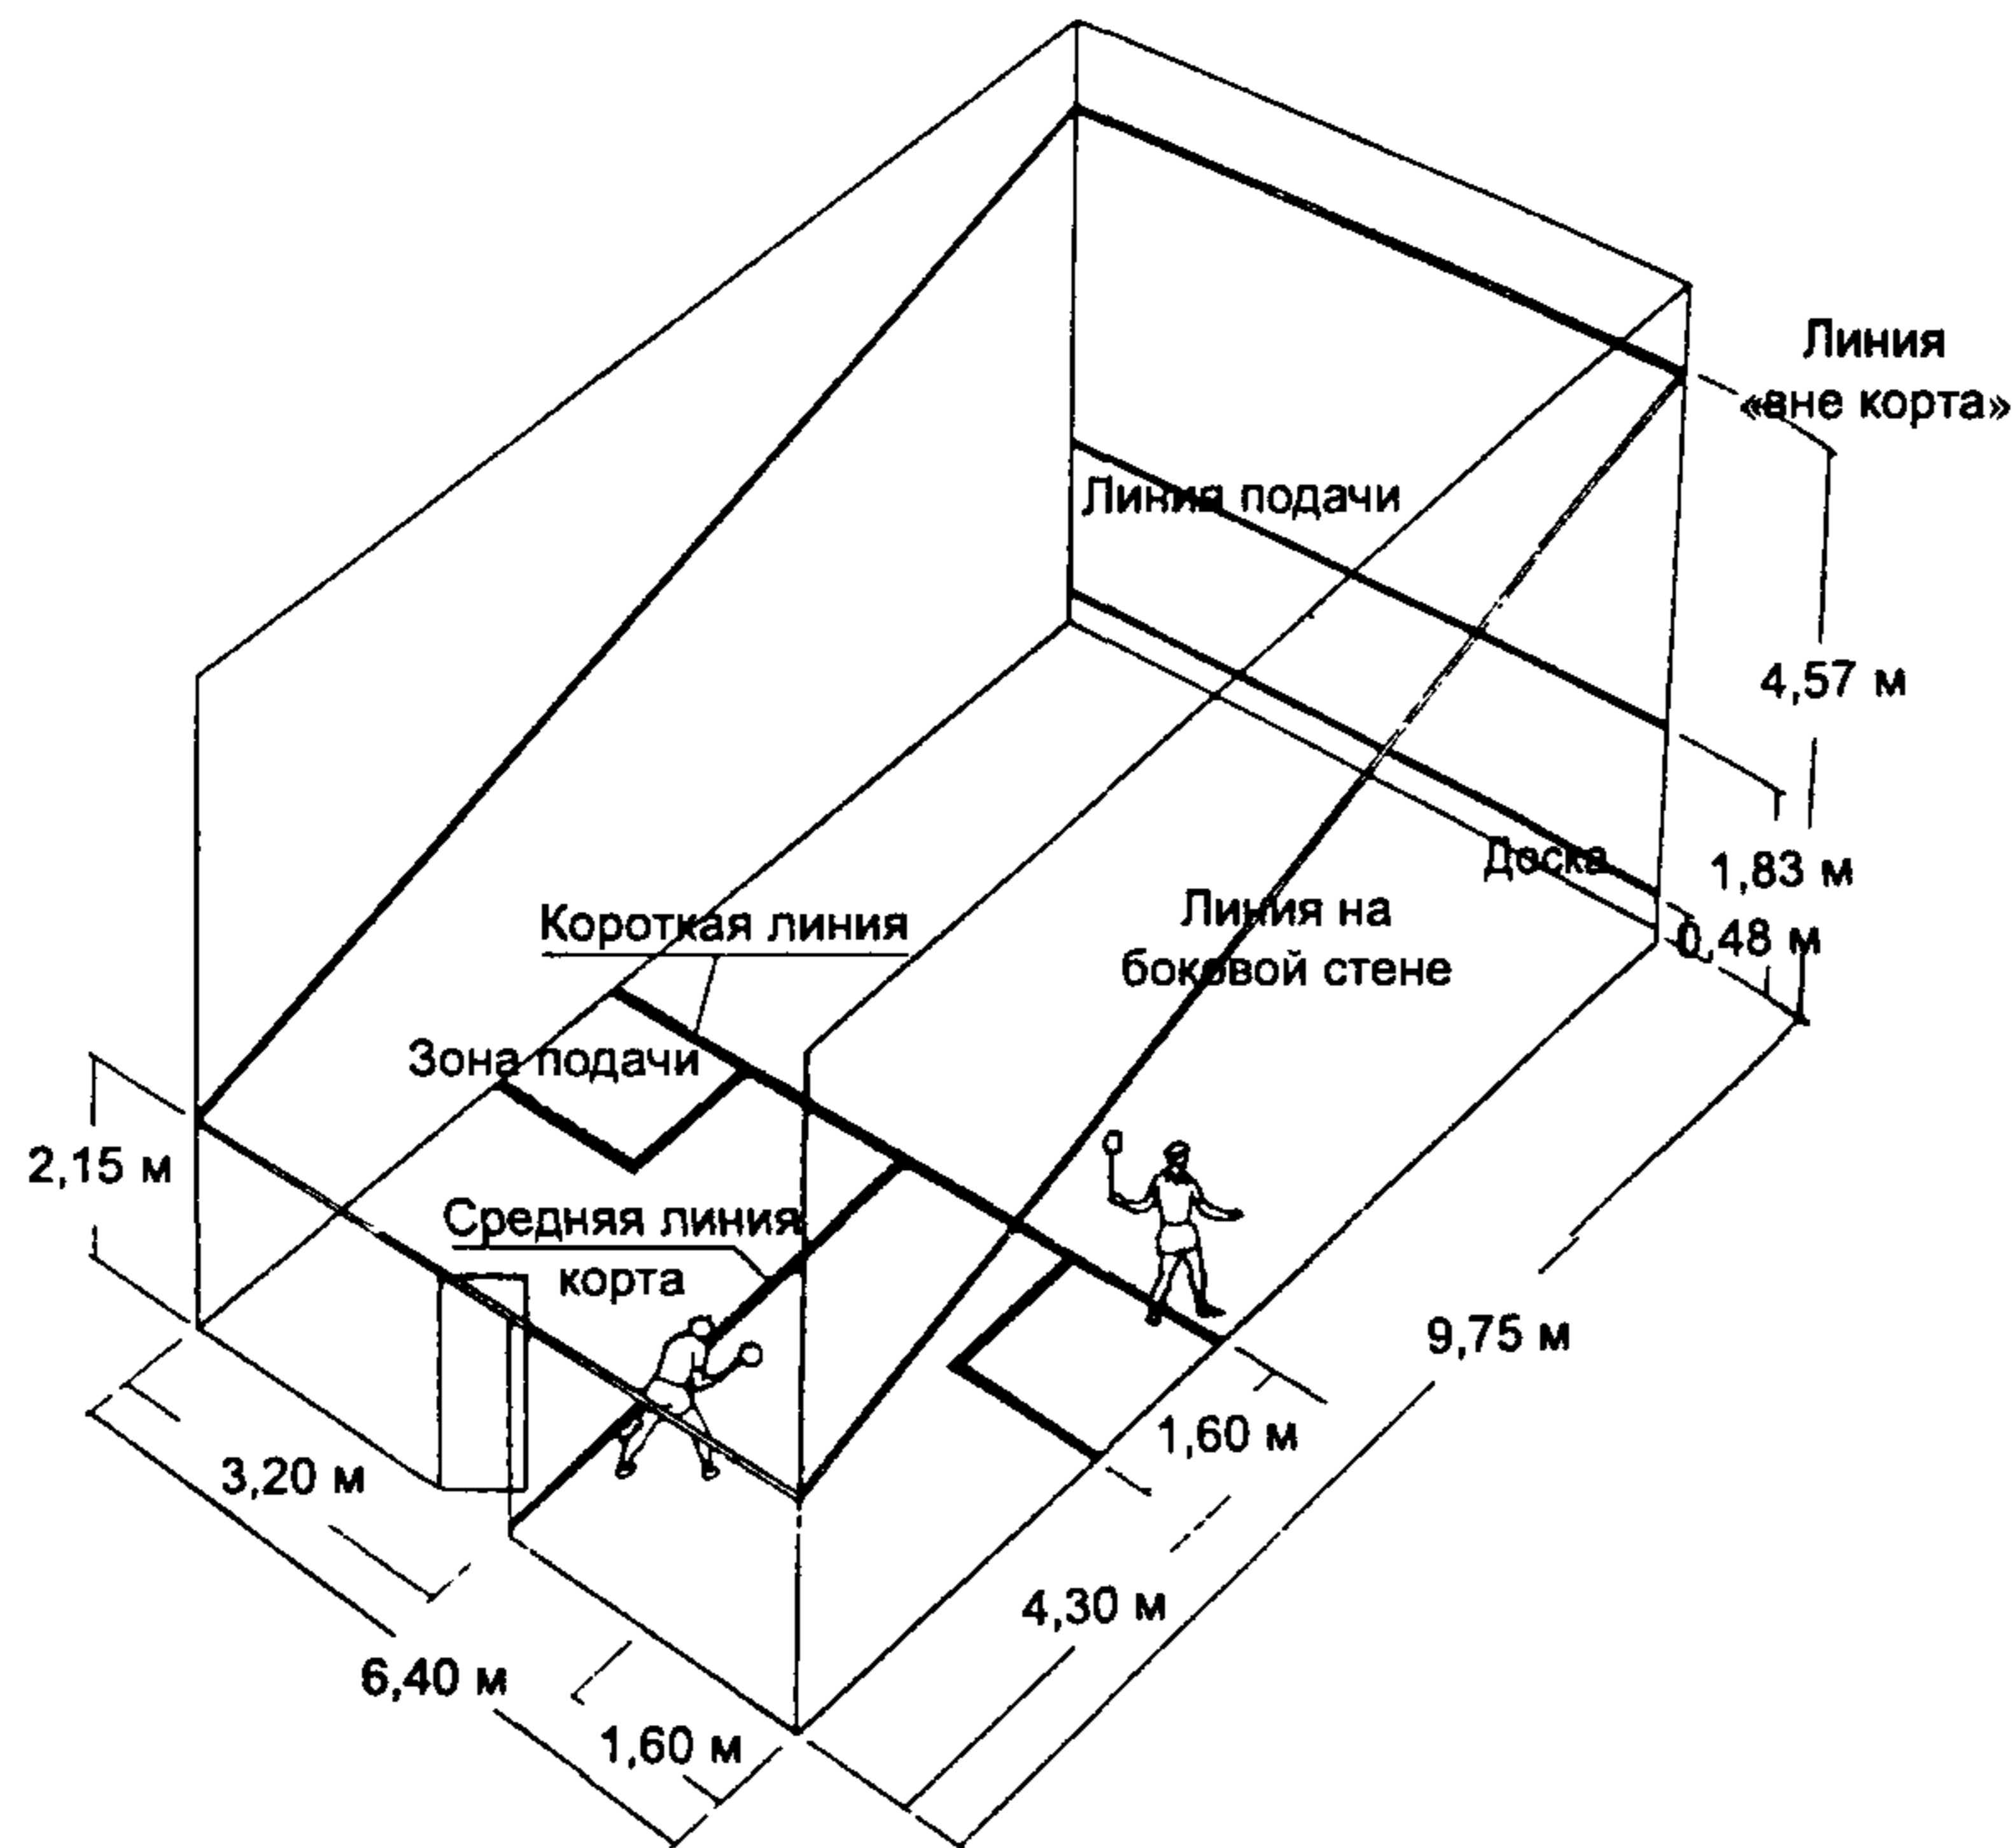 Линия
«вне корта»
Линия подачи
4,57 м
Доска
1,83 м
Короткая линия
Линия на
боковой стене
0,48 м
Зона подачи
2,15 м
Средняя линия
корта
9,75 м
1,60 м
3,20 м
4,30 м
6,40 м
1,60 м